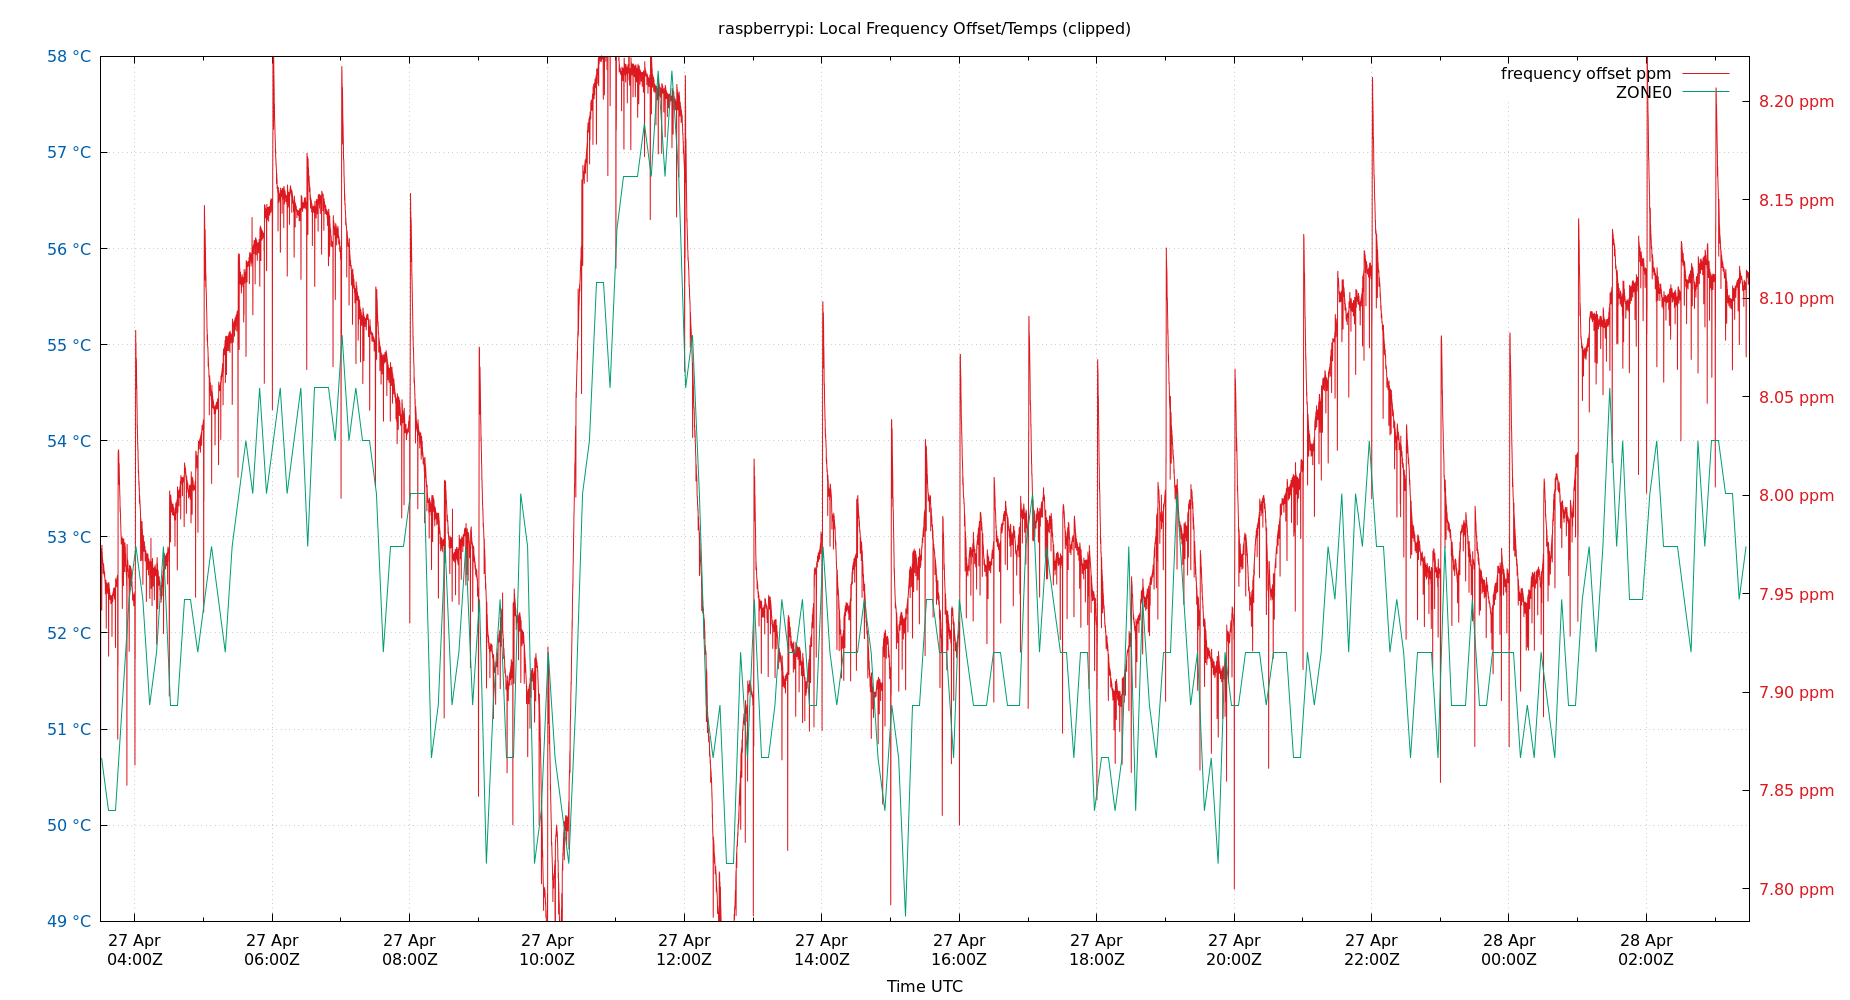 raspberrypi: Local Frequency Offset/Temps (clipped)
frequency offset ppm
ZONE0
58 °C
57 °C
56 °C
55 °C
54 °C
53 °C
52 °C
51 °C
50 °C
49 °C
8.20 ppm
8.15 ppm
8.10 ppm
8.05 ppm
8.00 ppm
7.95 ppm
7.90 ppm
7.85 ppm
7.80 ppm
27 Apr
04:00Z
27 Apr
06:00Z
27 Apr
08:00Z
27 Apr
10:00Z
27 Apr
12:00Z
27 Apr
14:00Z
27 Apr
16:00Z
27 Apr
18:00Z
27 Apr
20:00Z
27 Apr
22:00Z
28 Apr
00:00Z
28 Apr
02:00Z
Time UTC